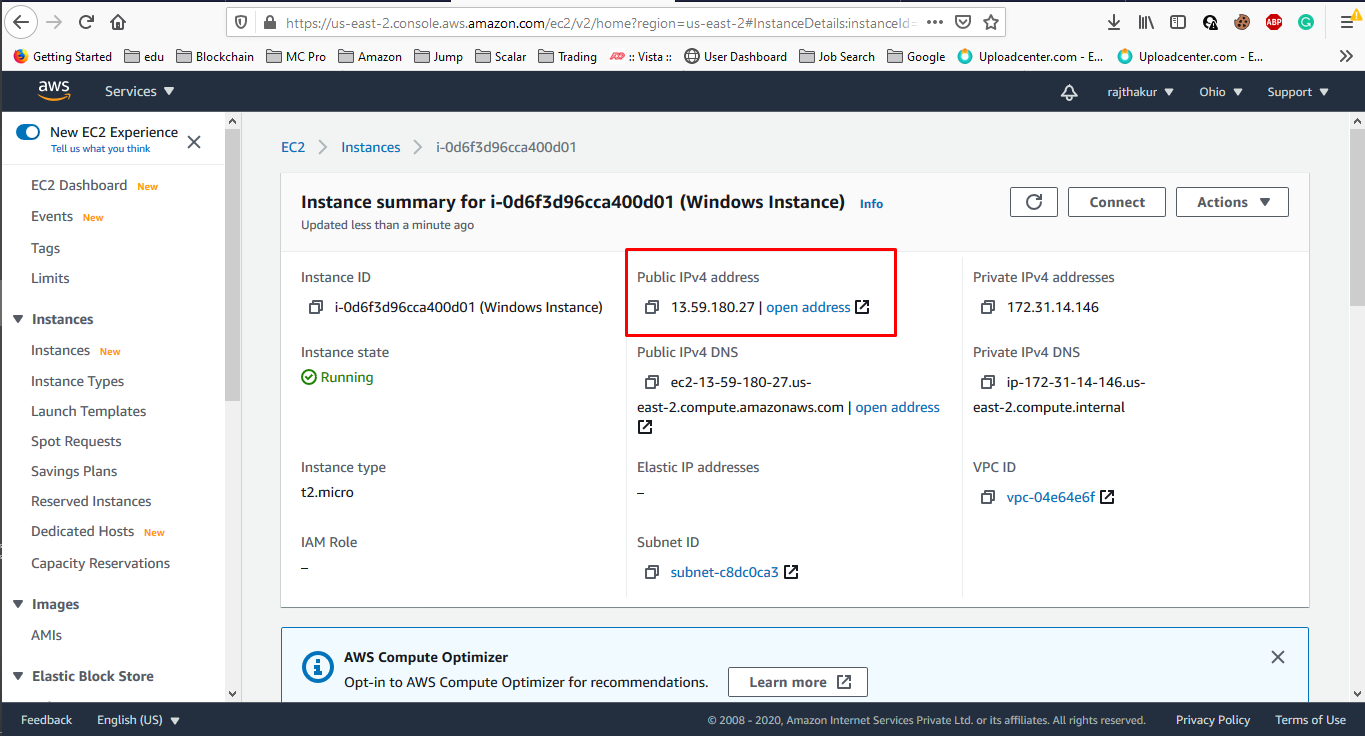 https://us-east-2.console.aws.amazon.com/ec2/v2/home?region=us-east-2#InstanceDetails:instanceId=
ABP
Getting Started
edu
Blockchain
MC Pro
Amazon
Jump
Scalar
Trading
:: Vista ::
User Dashboard
Job Search
Google
Uploadcenter.com - E...
Uploadcenter.com - E...
aws
Services
rajthakur
Ohio
Support
New EC2 Experience
Tell us what you think
EC2 Dashboard New
Events New
Tags
Limits
Instances
Instances New
Instance Types
Launch Templates
Spot Requests
Savings Plans
Reserved Instances
Dedicated Hosts New
Capacity Reservations
Images
AMIs
Elastic Block Store
EC2
Instances
i-0d6f3d96cca400d01
Instance summary for i-0d6f3d96cca400d01 (Windows Instance) Info
Updated less than a minute ago
Connect
Actions
Instance ID
i-0d6f3d96cca400d01 (Windows Instance)
Public IPv4 address
13.59.180.27 | open address
Private IPv4 addresses
172.31.14.146
Instance state
Running
Public IPv4 DNS
ec2-13-59-180-27.us-
east-2.compute.amazonaws.com | open address
Private IPv4 DNS
ip-172-31-14-146.us-
east-2.compute.internal
Instance type
t2.micro
Elastic IP addresses
–
VPC ID
vpc-04e64e6f
IAM Role
–
Subnet ID
subnet-c8dc0ca3
AWS Compute Optimizer
Opt-in to AWS Compute Optimizer for recommendations.
Learn more
Feedback
English (US)
© 2008 - 2020, Amazon Internet Services Private Ltd. or its affiliates. All rights reserved.
Privacy Policy
Terms of Use